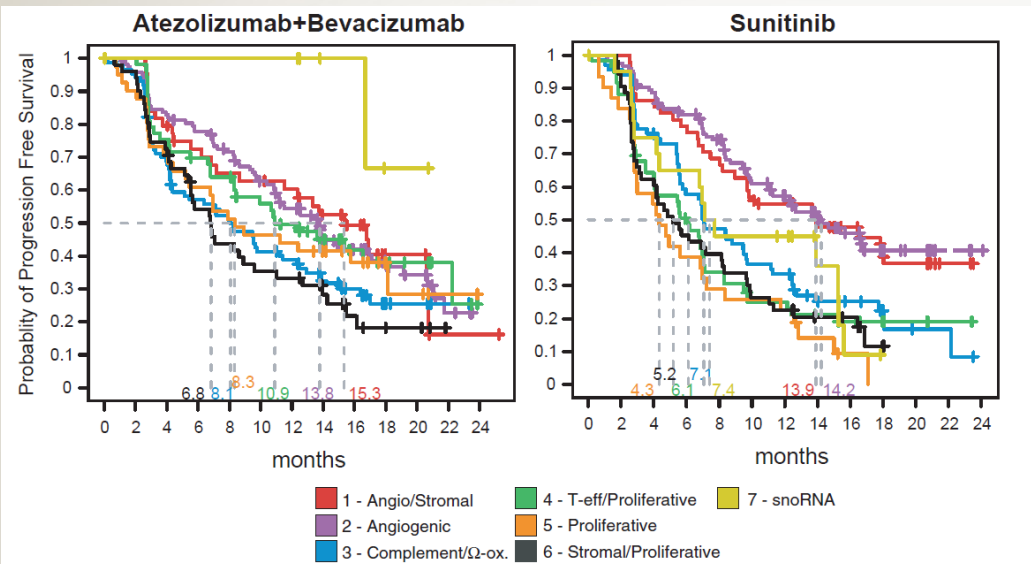 Atezolizumab+Bevacizumab
Sunitinib
Probablity of Progression Free Survival
1
0.9
0.8
0.7
0.6
0.5
0.4
0.3
0.2
0.1
0
6.8 8.1 8.3 10.9 13.8 15.3
0 2 4 6 8 10 12 14 16 18 20 22 24
months
1
0.9
0.8
0.7
0.6
0.5
0.4
0.3
0.2
0.1
0
4.3 5.2 6.1 7.1 7.4 13.9 14.2
0 2 4 6 8 10 12 14 16 18 20 22 24
months
1 - Angio/Stromal
2 - Angiogenic
3 - Complement/Ω-ox.
4 - T-eff/Proliferative
5 - Proliferative
6 - Stromal/Proliferative
7 - snoRNA